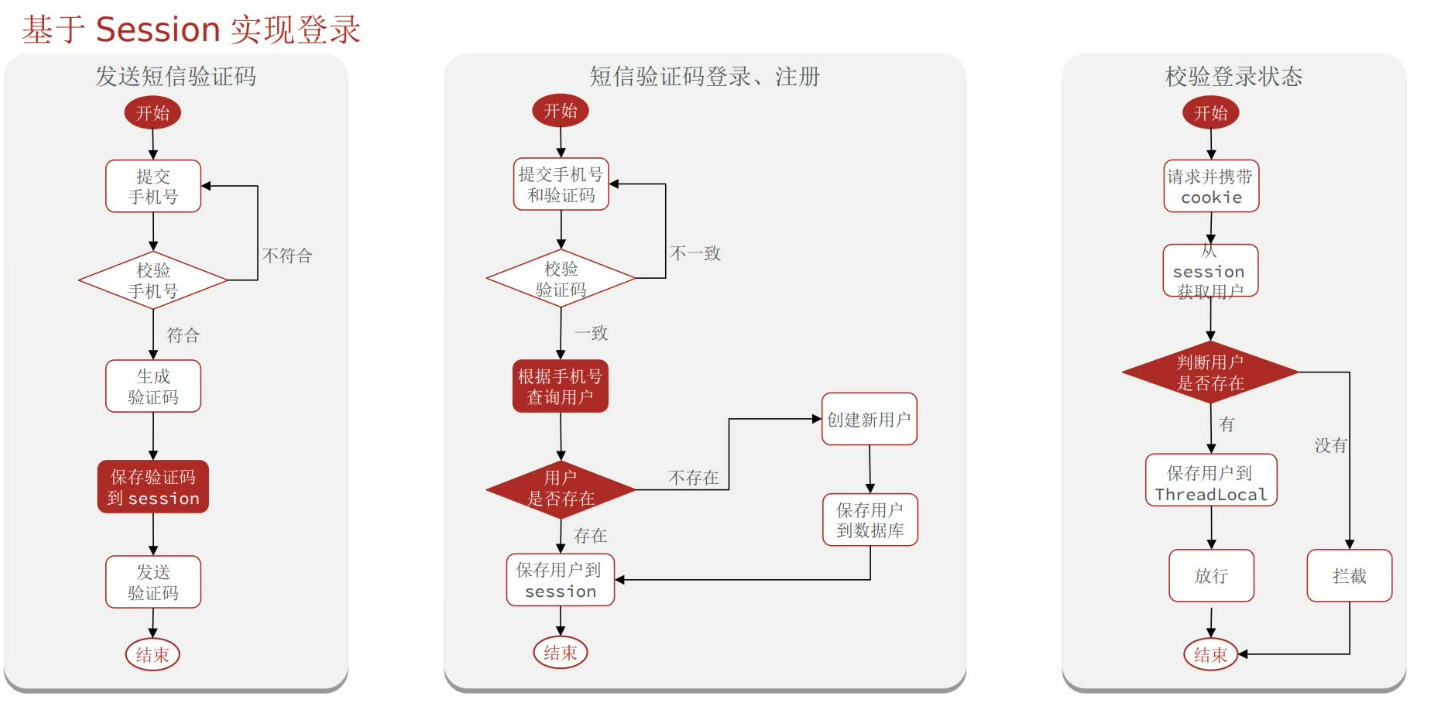 基于 Session 实现登录
发送短信验证码
开始
提交
手机号
不符合
校验
手机号
符合
生成
验证码
保存验证码
到 session
发送
验证码
结束
短信验证码登录、注册
开始
提交手机号
和验证码
不一致
校验
验证码
一致
根据手机号
查询用户
用户
是否存在
不存在
创建新用户
保存用户
到数据库
存在
保存用户到
session
结束
校验登录状态
开始
请求并携带
cookie
从
session
获取用户
判断用户
是否存在
有
没有
保存用户到
ThreadLocal
放行
拦截
结束